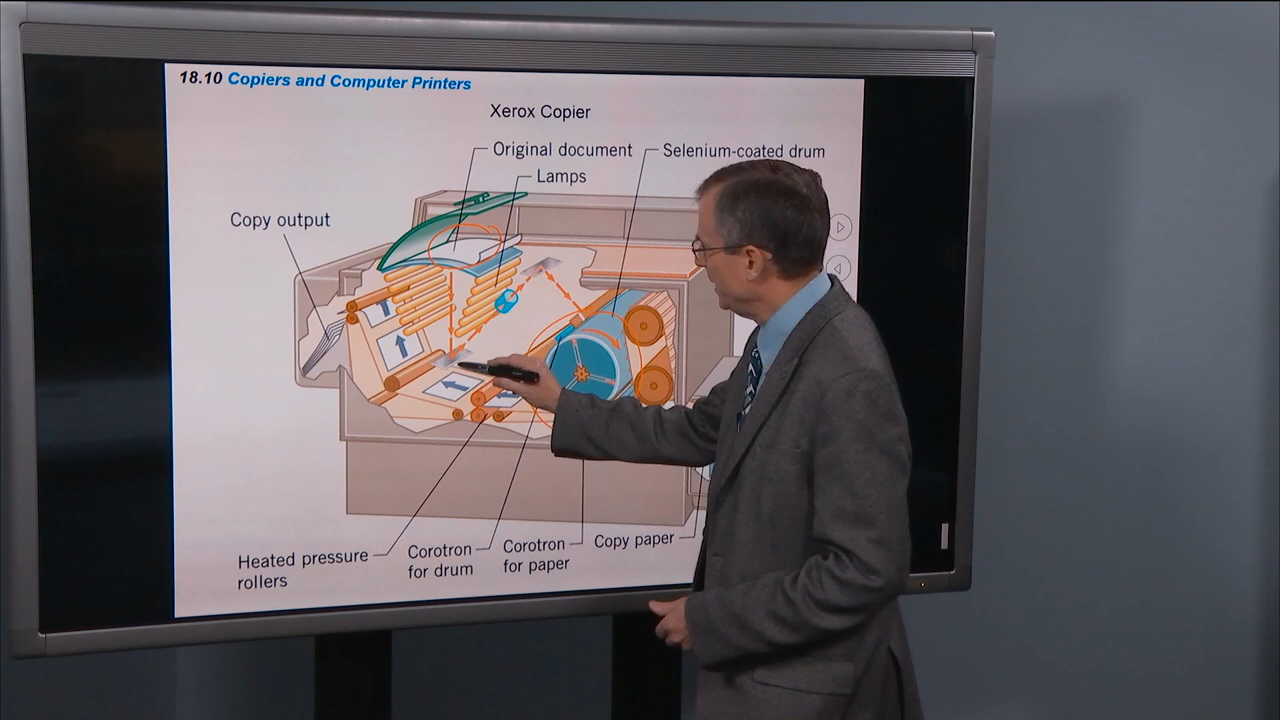 18.10 Copiers and Computer Printers
Xerox Copier
Original document
Selenium-coated drum
Lamps
Copy output
Heated pressure
rollers
Corotron
for drum
Corotron
for paper
Copy paper